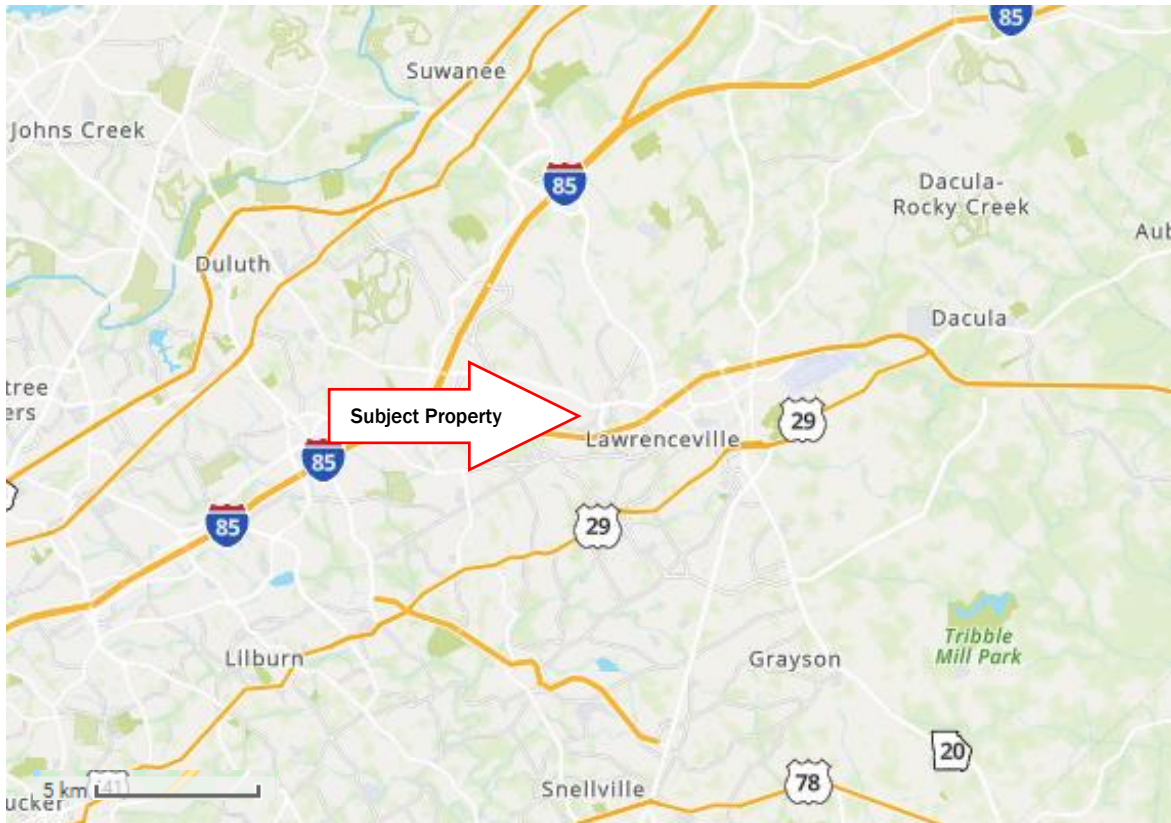 85
Suwanee
Johns Creek
85
Dacula-
Rocky Creek
Aub
Duluth
Dacula
tree
ers
Subject Property
29
Lawrenceville
85
85
29
Tribble
Mill Park
Lilburn
Grayson
20
78
5 km
41
Snellville
ucker